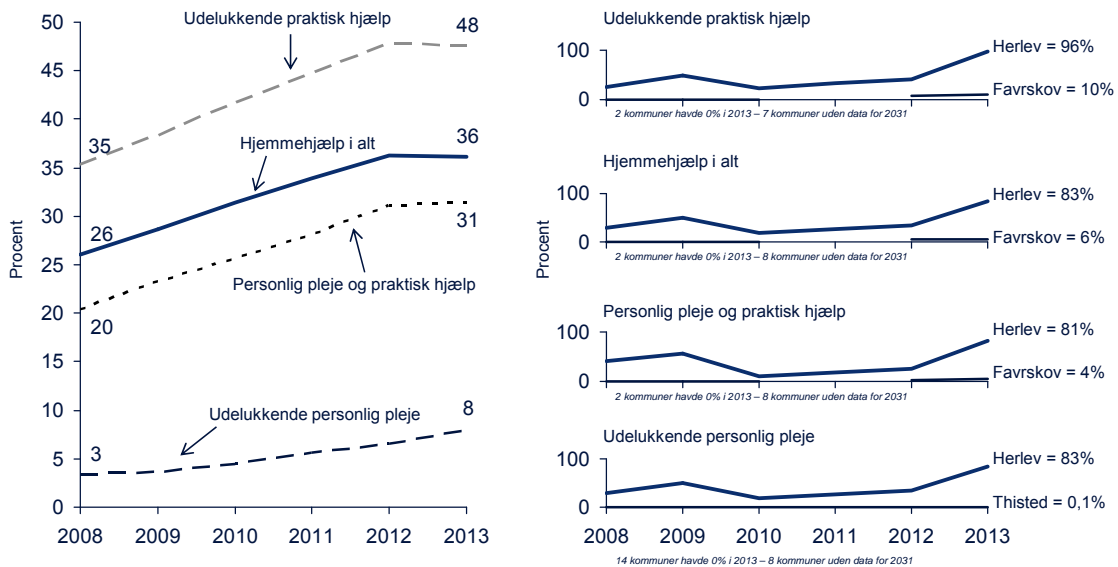 50
45
40
35
30
25
20
15
10
5
0
Procent
Udelukkende praktisk hjælp
48
35
Hjemmehjælp i alt
36
26
31
Personlig pleje og praktisk hjælp
20
Udelukkende personlig pleje
8
3
2008 2009 2010 2011 2012 2013
Procent
Udelukkende praktisk hjælp
100
0
Herlev = 96%
Favrskov = 10%
2 kommuner havde 0% i 2013 – 7 kommuner uden data for 2031
Hjemmehjælp i alt
100
0
Herlev = 83%
Favrskov = 6%
2 kommuner havde 0% i 2013 – 8 kommuner uden data for 2031
Personlig pleje og praktisk hjælp
100
0
Herlev = 81%
Favrskov = 4%
2 kommuner havde 0% i 2013 – 8 kommuner uden data for 2031
Udelukkende personlig pleje
100
0
Herlev = 83%
Thisted = 0,1%
2008 2009 2010 2011 2012 2013
14 kommuner havde 0% i 2013 – 8 kommuner uden data for 2031